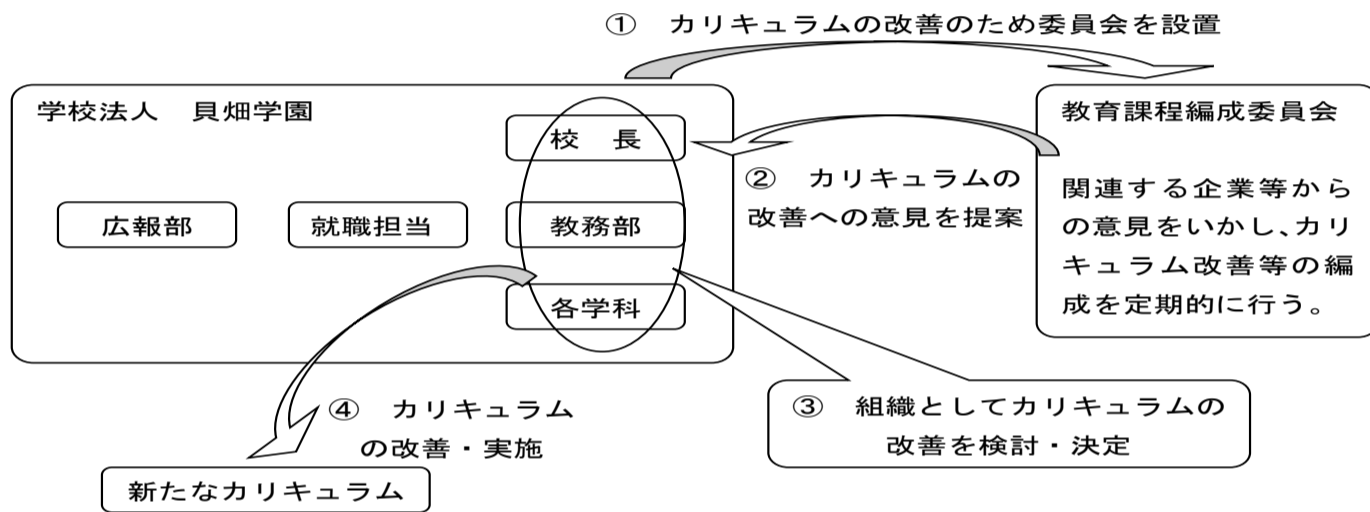 ① カリキュラムの改善のため委員会を設置
学校法人 貝畑学園
校 長
広報部
就職担当
教務部
各学科
教育課程編成委員会
関連する企業等から
の意見をいかし、カリ
キュラム改善等の編
成を定期的に行う。
② カリキュラムの
改善への意見を提案
③ 組織としてカリキュラムの
改善を検討・決定
④ カリキュラム
の改善・実施
新たなカリキュラム